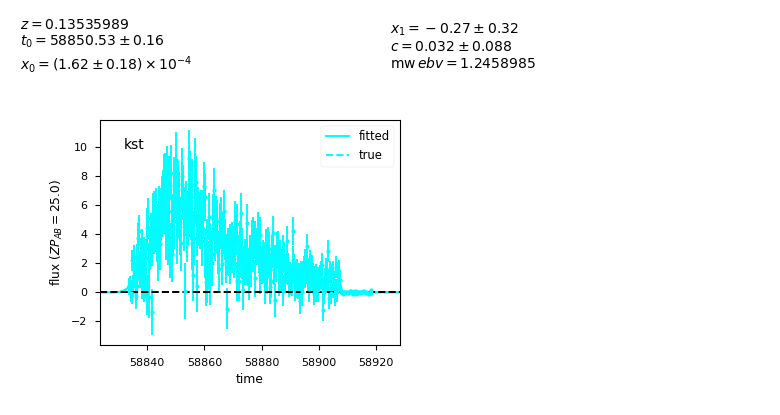 z = 0.13535989
t₀ = 58850.53 ± 0.16
x₀ = (1.62 ± 0.18) × 10⁻⁴
x₁ = −0.27 ± 0.32
c = 0.032 ± 0.088
mw ebv = 1.2458985
kst
fitted
true
flux (ZP_AB = 25.0)
10
8
6
4
2
0
−2
58840 58860 58880 58900 58920
time